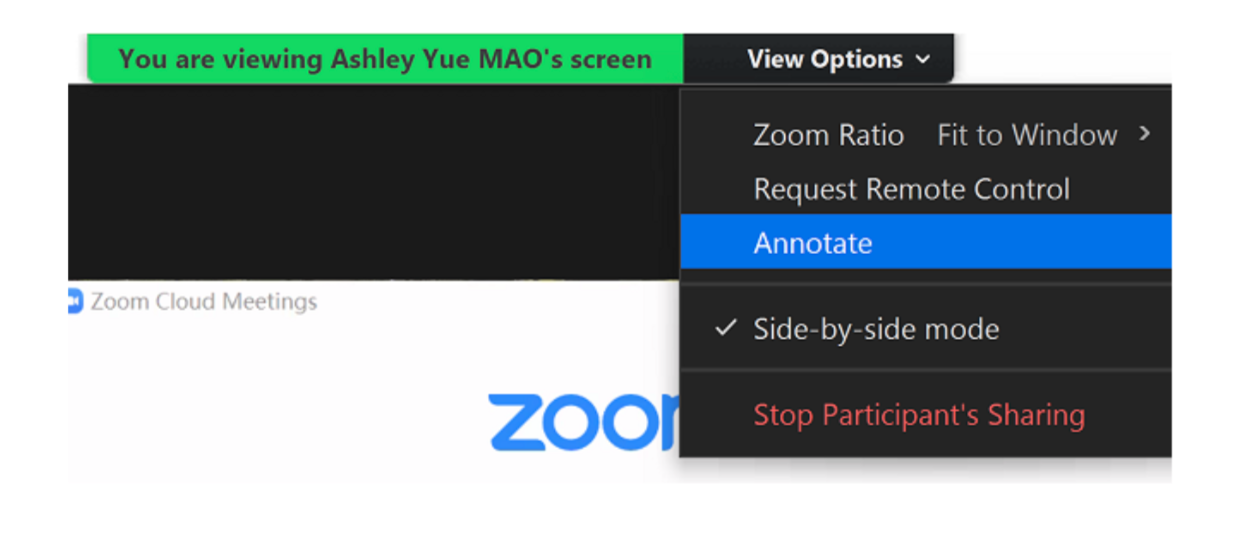 You are viewing Ashley Yue MAO's screen View Options
Zoom Ratio Fit to Window
Request Remote Control
Annotate
Zoom Cloud Meetings
Side-by-side mode
zoom
Stop Participant's Sharing